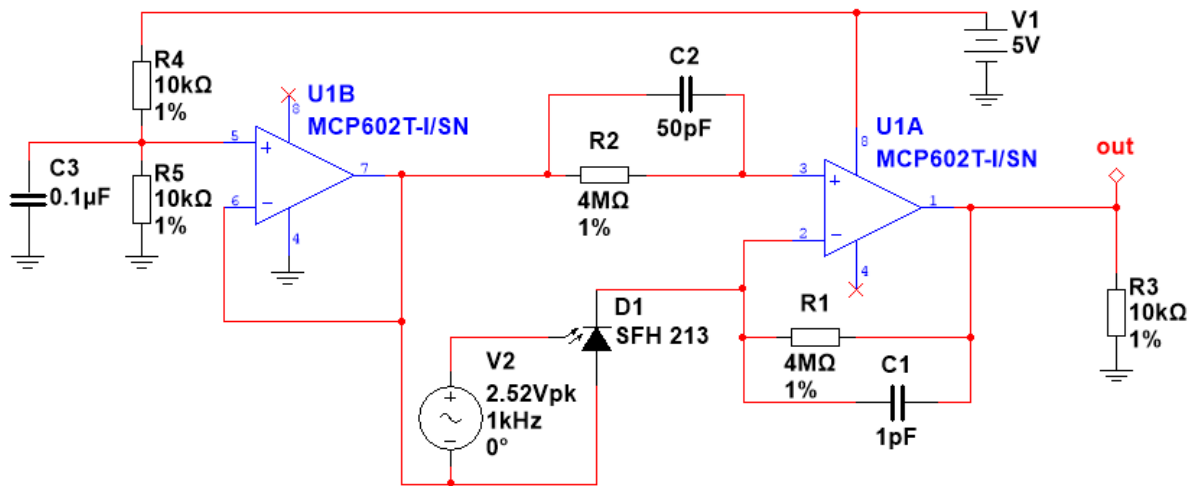 V1
5V
R4
10kΩ
1%
C2
50pF
U1B
MCP602T-I/SN
8
5
+
7
6
−
4
C3
0.1µF
R5
10kΩ
1%
R2
4MΩ
1%
U1A
MCP602T-I/SN
8
3
+
1
2
−
4
out
D1
SFH 213
R1
4MΩ
1%
C1
1pF
R3
10kΩ
1%
V2
2.52Vpk
1kHz
0°
+
−